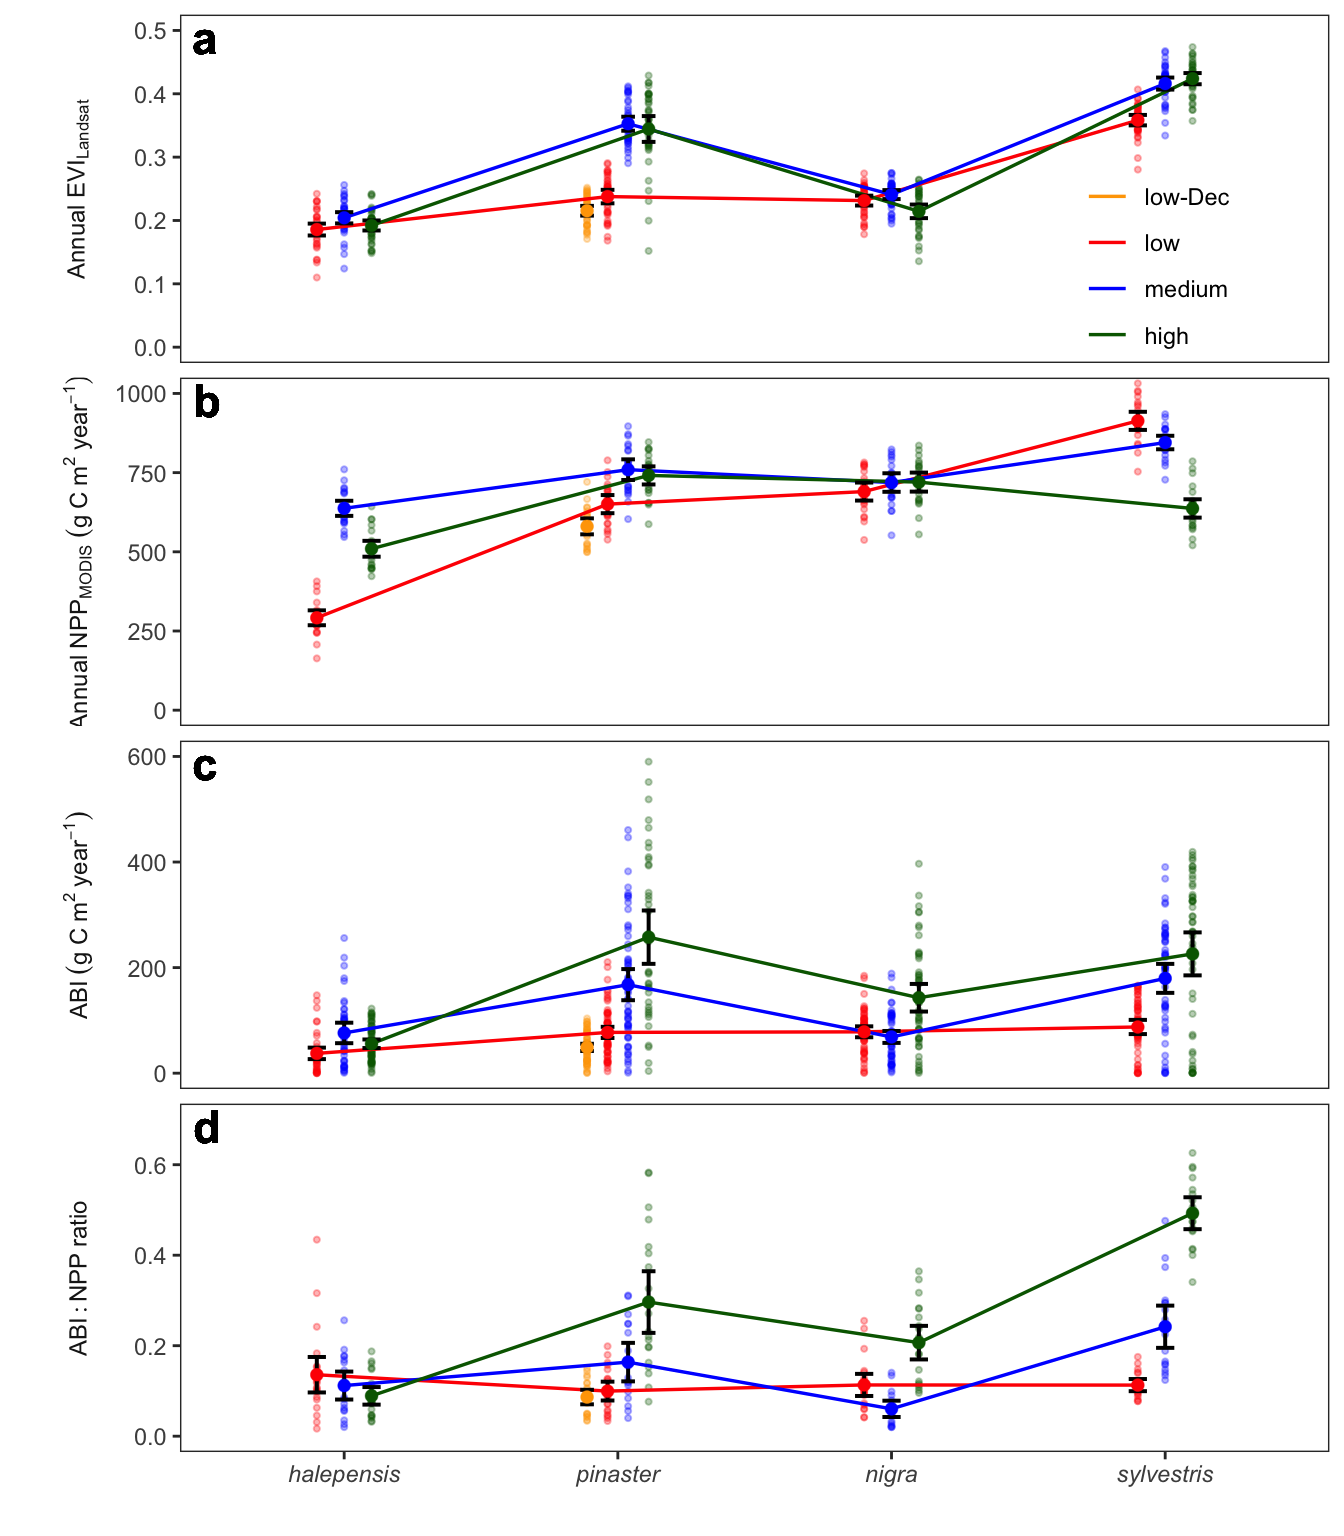 a
0.5
0.4
0.3
0.2
0.1
0.0
Annual EVI_Landsat
low-Dec
low
medium
high
b
1000
750
500
250
0
Annual NPP_MODIS (g C m² year⁻¹)
c
600
400
200
0
ABI (g C m² year⁻¹)
d
0.6
0.4
0.2
0.0
ABI : NPP ratio
halepensis pinaster nigra sylvestris